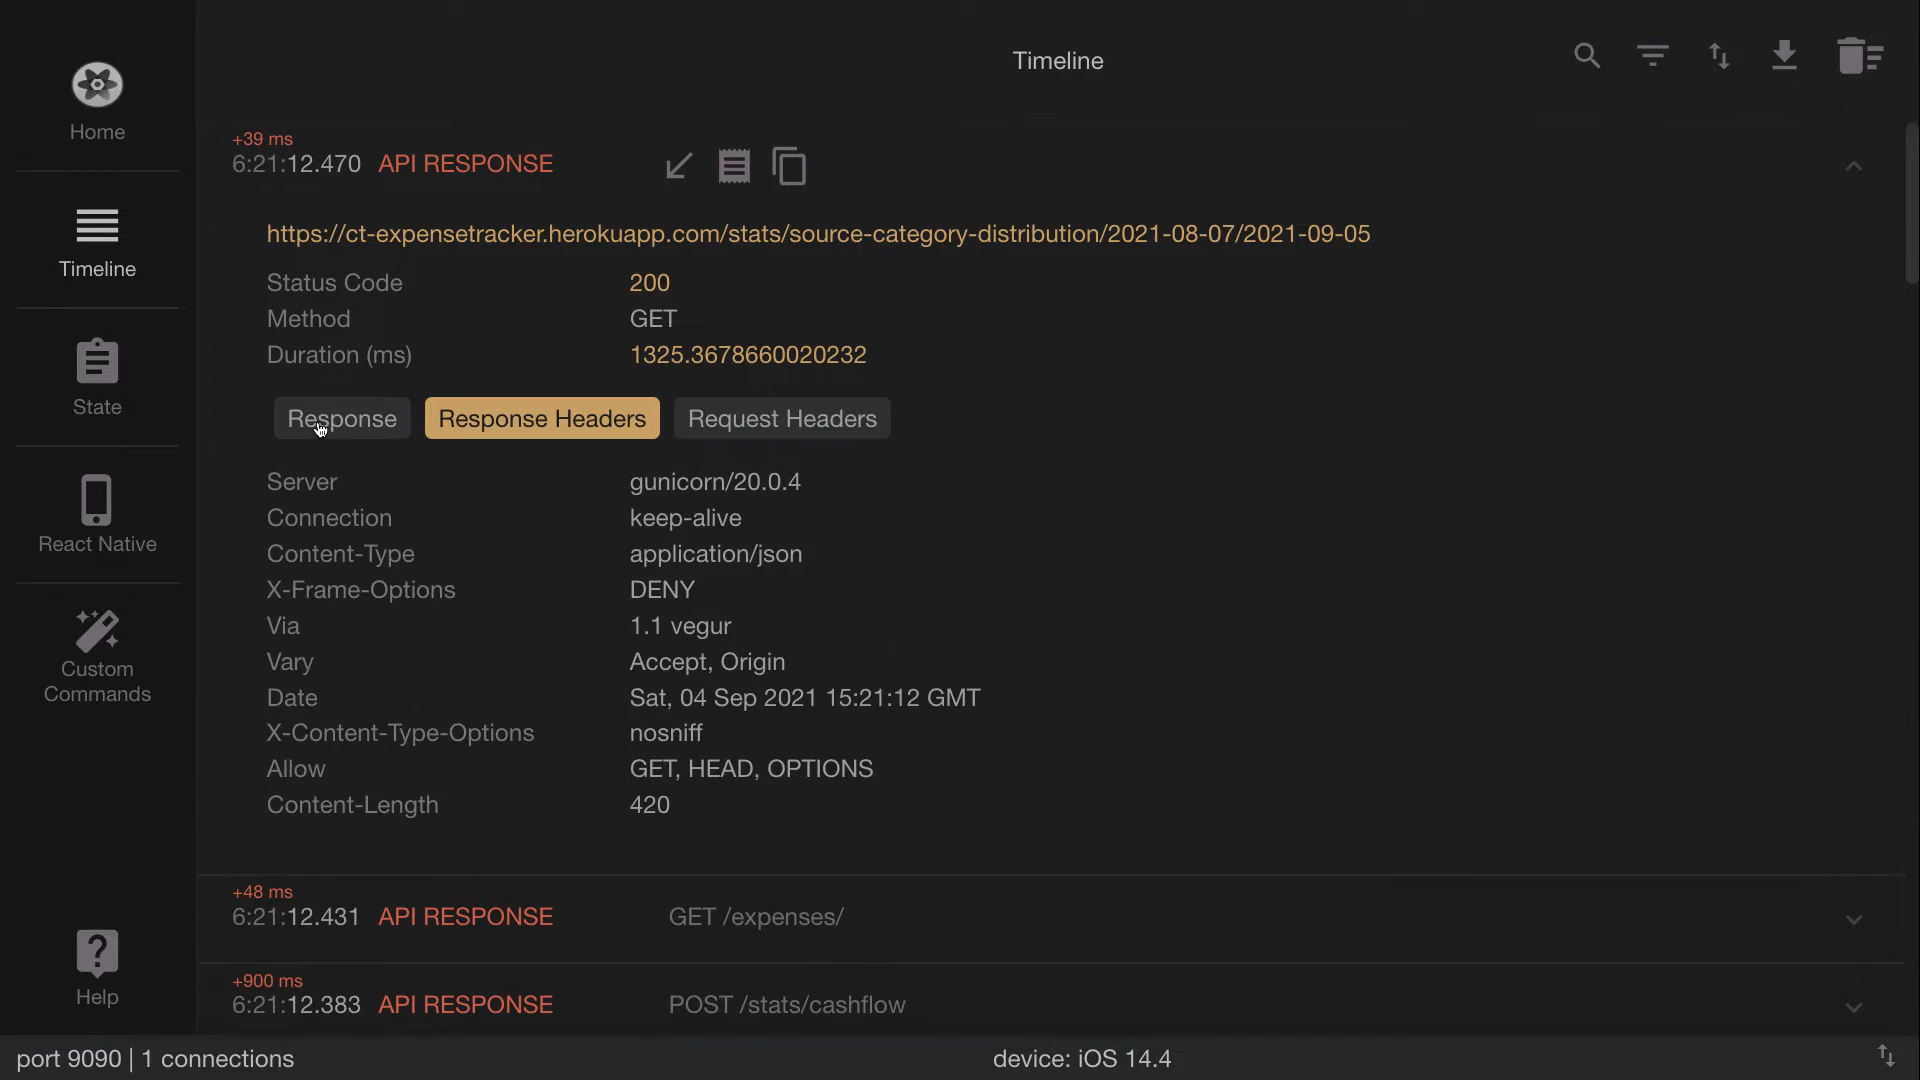 Timeline
Home
Timeline
State
React Native
Custom
Commands
Help
+39 ms
6:21:12.470 API RESPONSE
https://ct-expensetracker.herokuapp.com/stats/source-category-distribution/2021-08-07/2021-09-05
Status Code 200
Method GET
Duration (ms) 1325.3678660020232
Response Response Headers Request Headers
Server gunicorn/20.0.4
Connection keep-alive
Content-Type application/json
X-Frame-Options DENY
Via 1.1 vegur
Vary Accept, Origin
Date Sat, 04 Sep 2021 15:21:12 GMT
X-Content-Type-Options nosniff
Allow GET, HEAD, OPTIONS
Content-Length 420
+48 ms
6:21:12.431 API RESPONSE GET /expenses/
+900 ms
6:21:12.383 API RESPONSE POST /stats/cashflow
port 9090 | 1 connections device: iOS 14.4